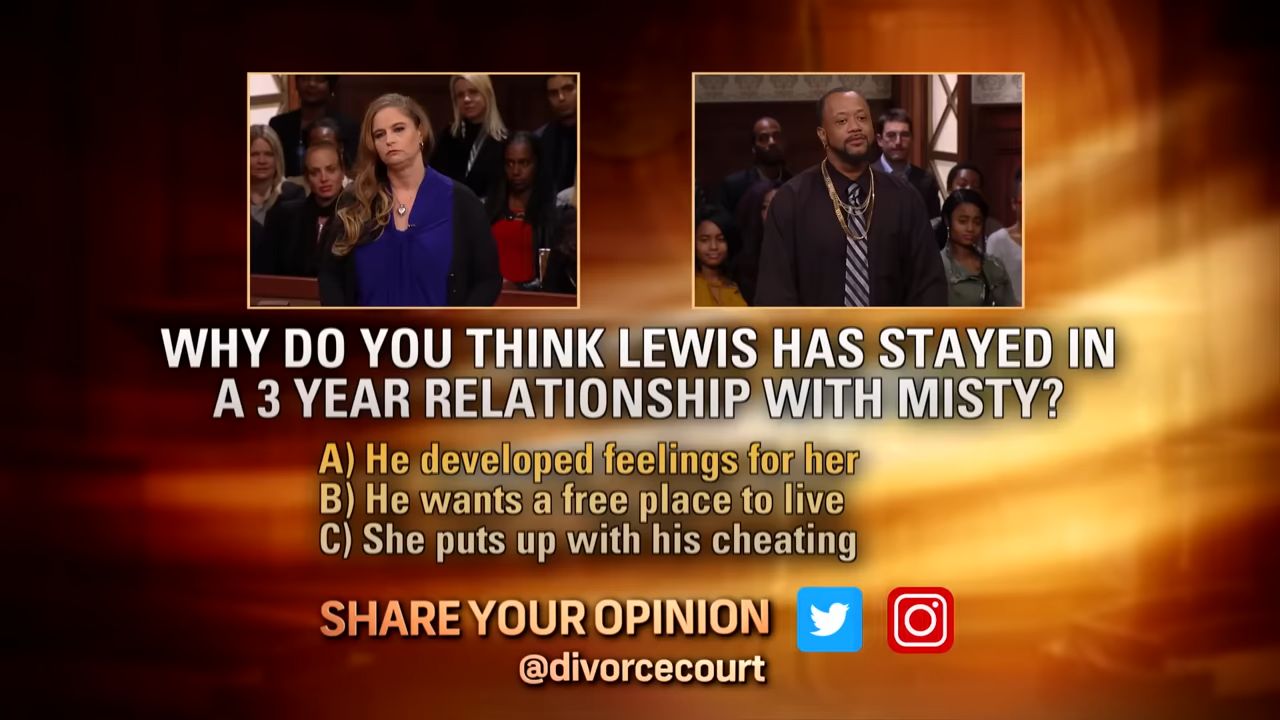 WHY DO YOU THINK LEWIS HAS STAYED IN
A 3 YEAR RELATIONSHIP WITH MISTY?
A) He developed feelings for her
B) He wants a free place to live
C) She puts up with his cheating
SHARE YOUR OPINION
@divorcecourt